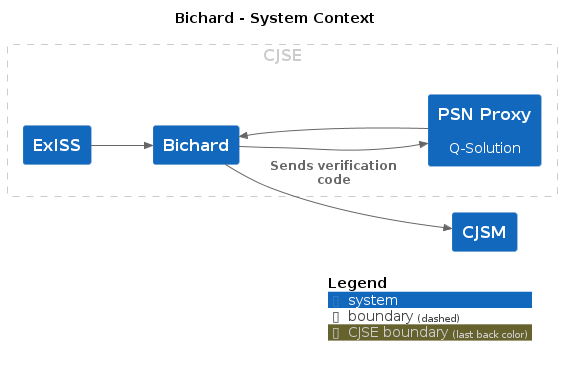 Bichard - System Context
CJSE
ExISS
Bichard
PSN Proxy
Q-Solution
Sends verification
code
CJSM
Legend
system
boundary (dashed)
CJSE boundary (last back color)